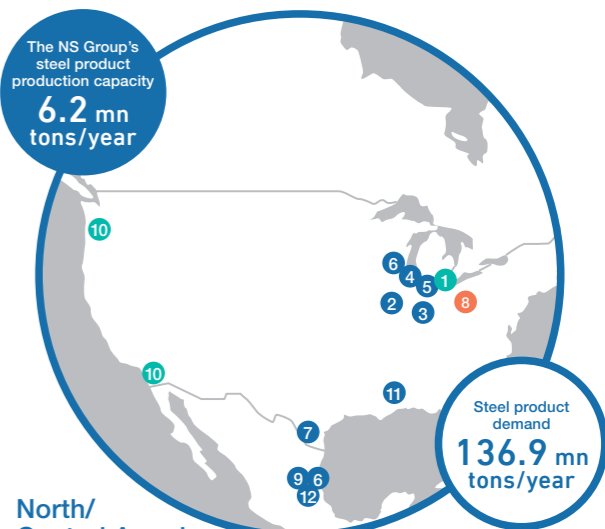 The NS Group's
steel product
production capacity
6.2 mn
tons/year
10
6
4
5
1
2
3
8
10
11
7
9
6
12
Steel product
demand
136.9 mn
tons/year
North/